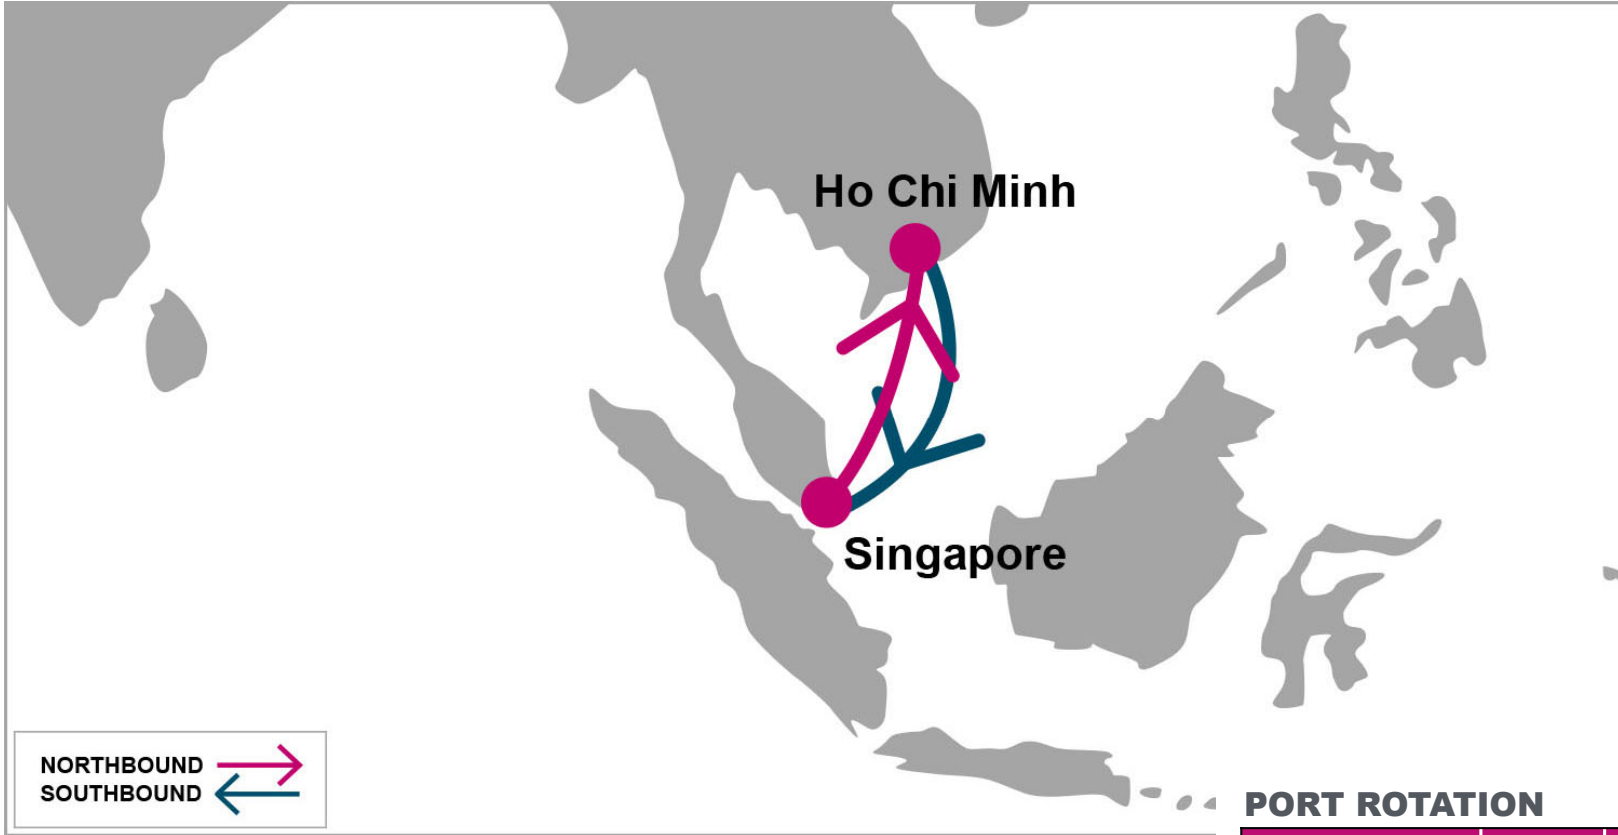 Ho Chi Minh
Singapore
NORTHBOUND
SOUTHBOUND
PORT ROTATION